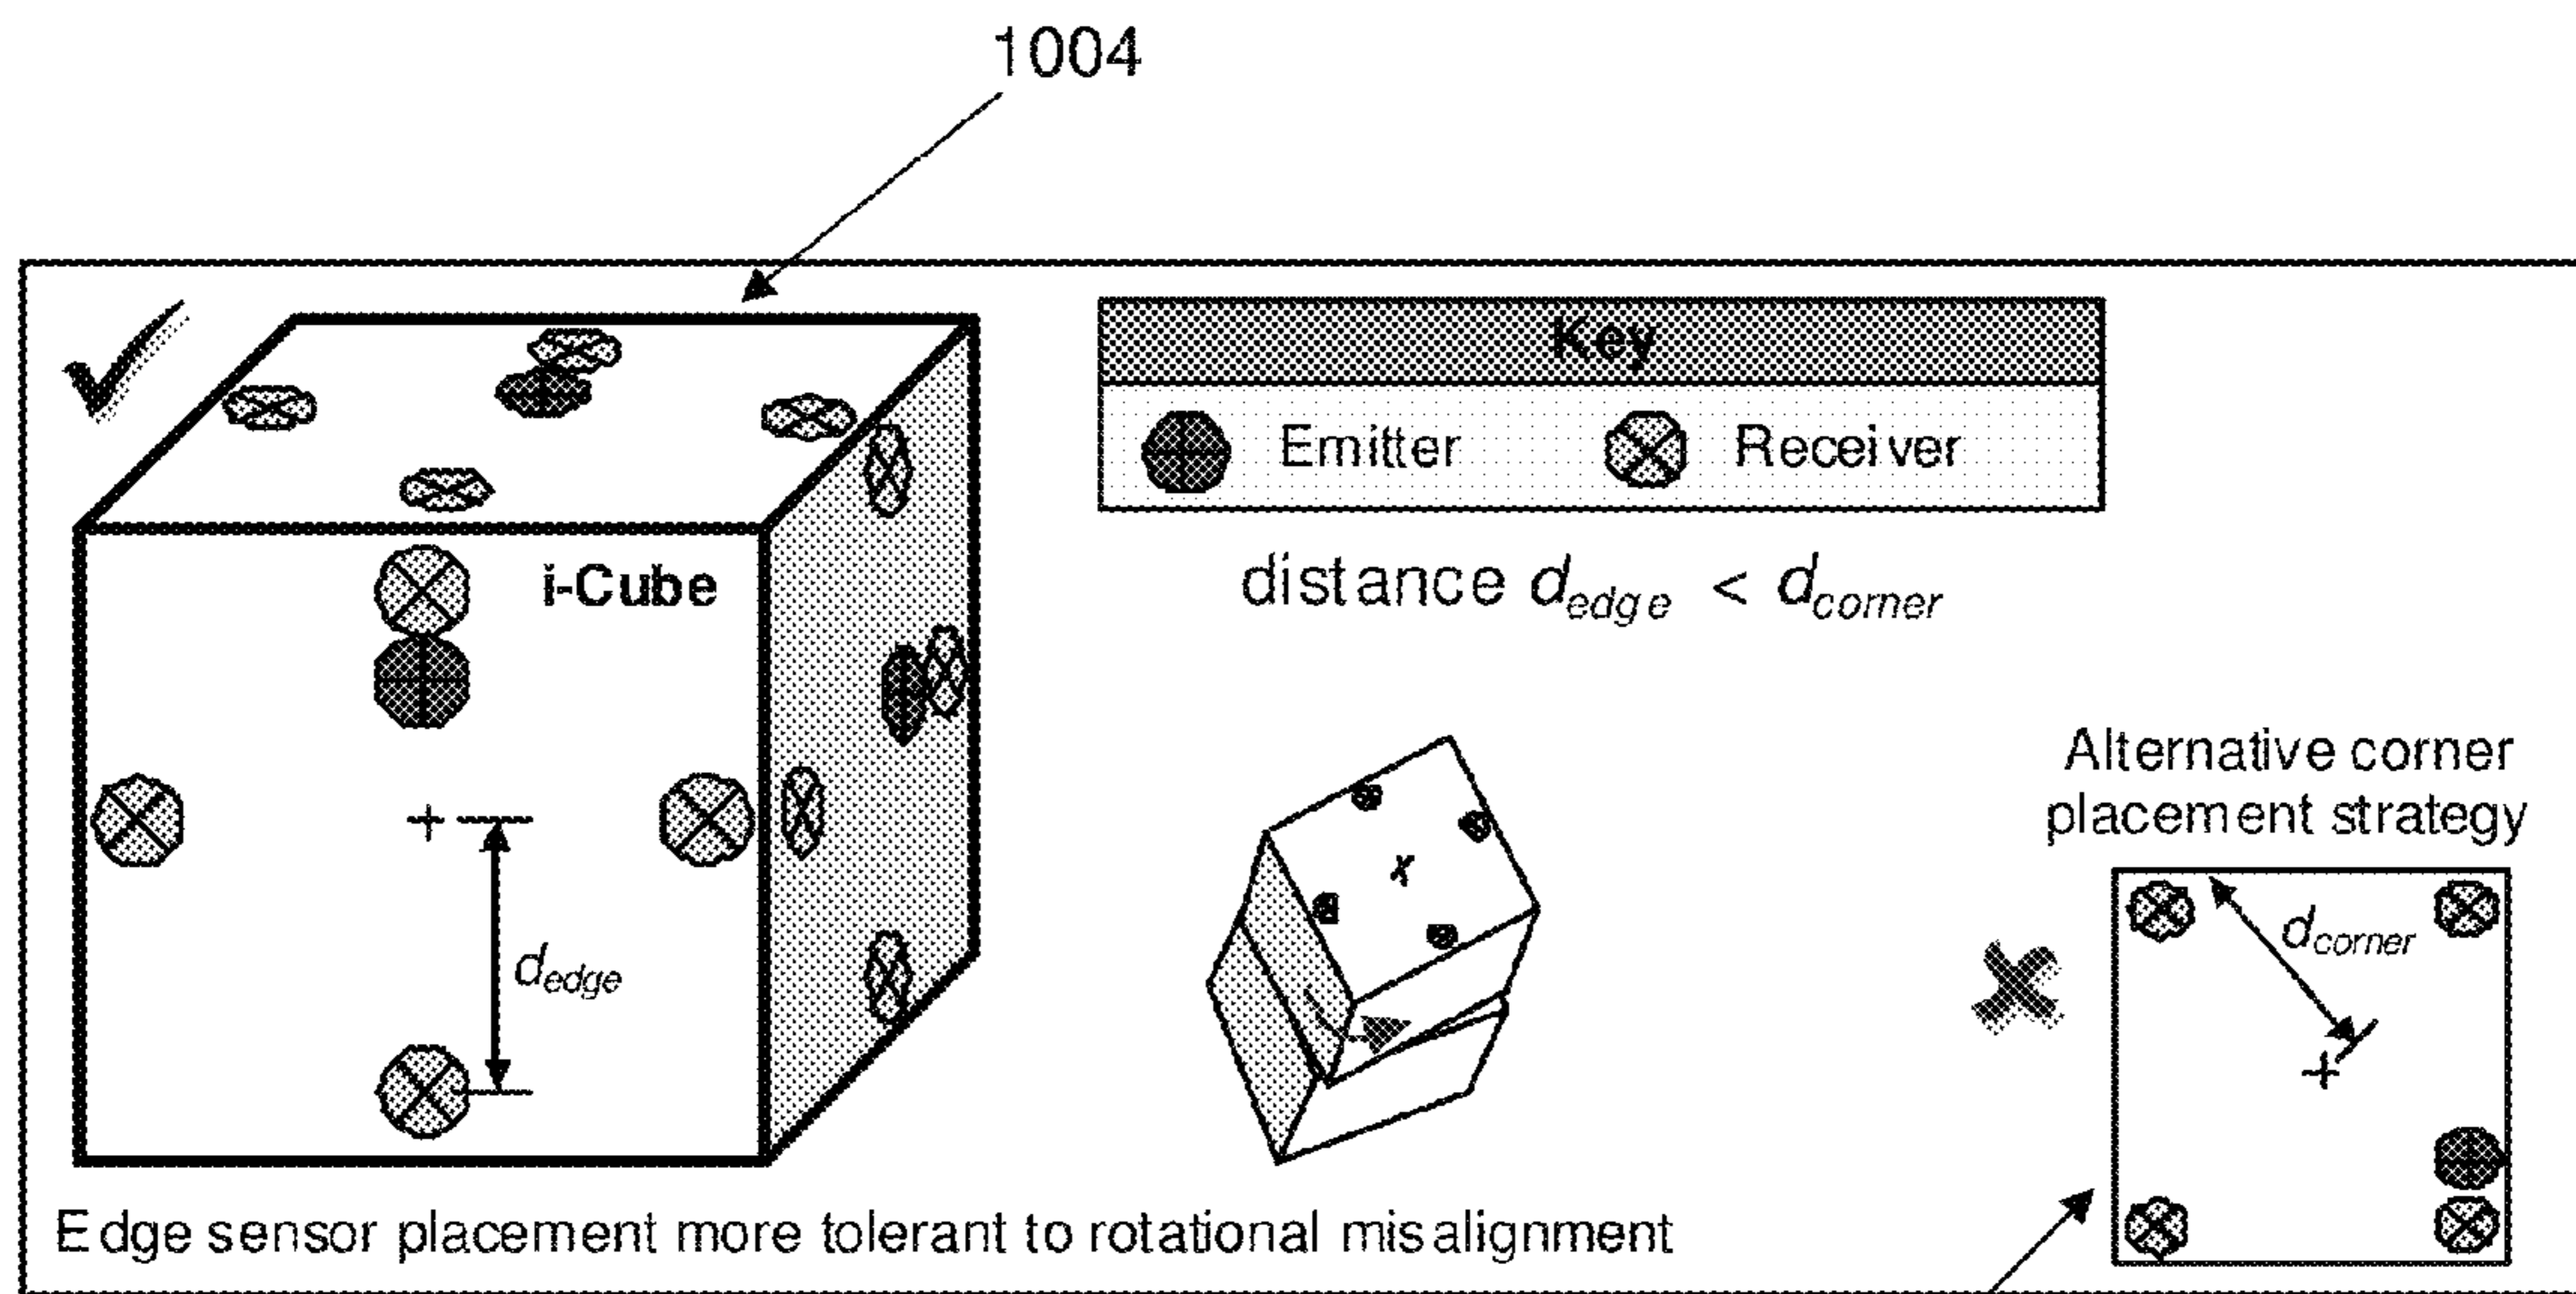 1004
Key
Emitter
Receiver
i-Cube
distance d_edge < d_corner
Alternative corner
placement strategy
x
d_corner
d_edge
Edge sensor placement more tolerant to rotational misalignment